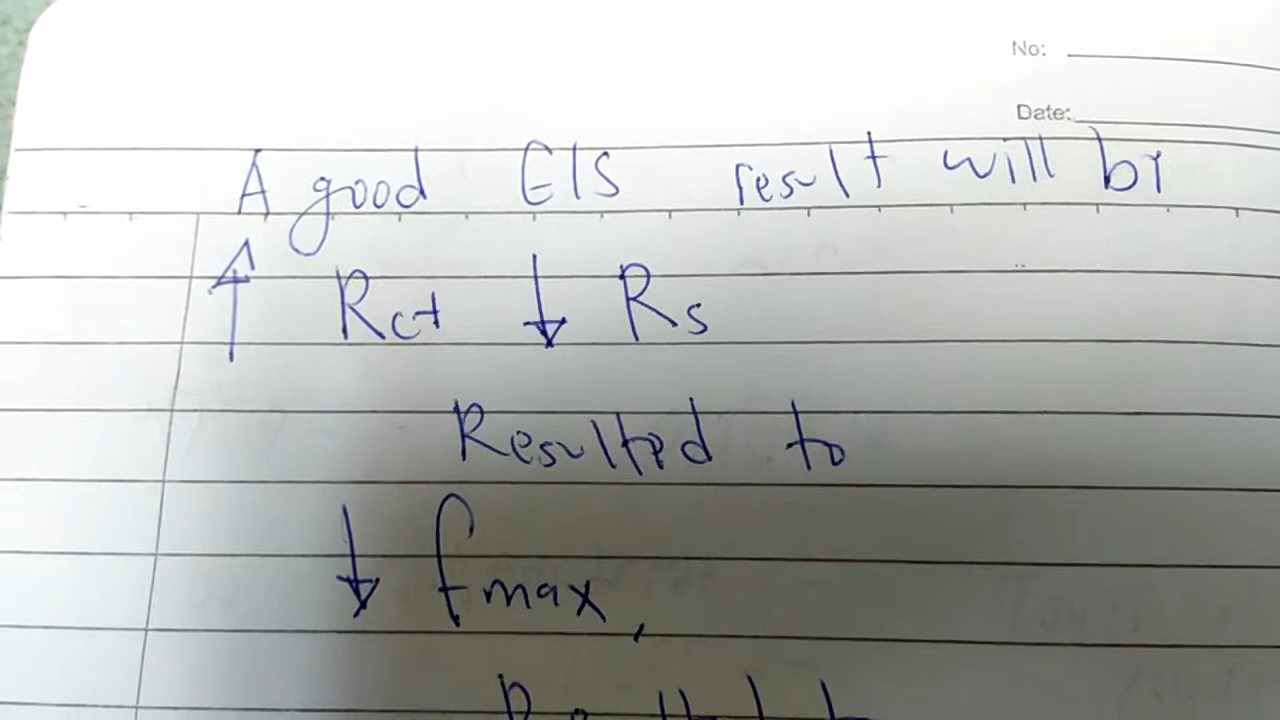 No:
Date:
A good EIS result will be
↑ Rct ↓ Rs
Resulted to
↓ fmax,